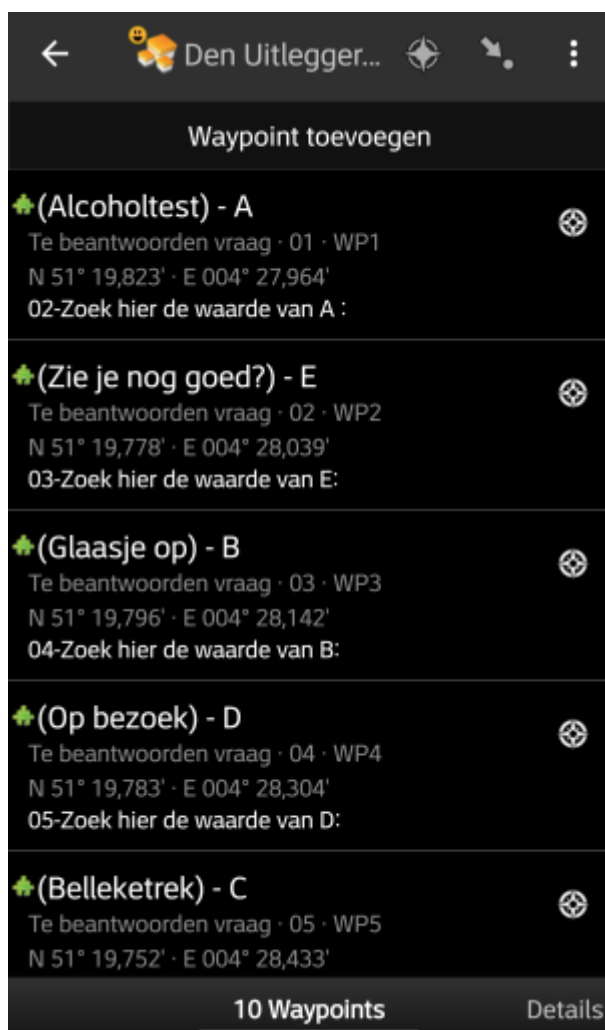 Den Uitlegger...
Waypoint toevoegen
(Alcoholtest) - A
Te beantwoorden vraag · 01 · WP1
N 51° 19,823' · E 004° 27,964'
02-Zoek hier de waarde van A :
(Zie je nog goed?) - E
Te beantwoorden vraag · 02 · WP2
N 51° 19,778' · E 004° 28,039'
03-Zoek hier de waarde van E:
(Glaasje op) - B
Te beantwoorden vraag · 03 · WP3
N 51° 19,796' · E 004° 28,142'
04-Zoek hier de waarde van B:
(Op bezoek) - D
Te beantwoorden vraag · 04 · WP4
N 51° 19,783' · E 004° 28,304'
05-Zoek hier de waarde van D:
(Belleketrek) - C
Te beantwoorden vraag · 05 · WP5
N 51° 19,752' · E 004° 28,433'
10 Waypoints Details